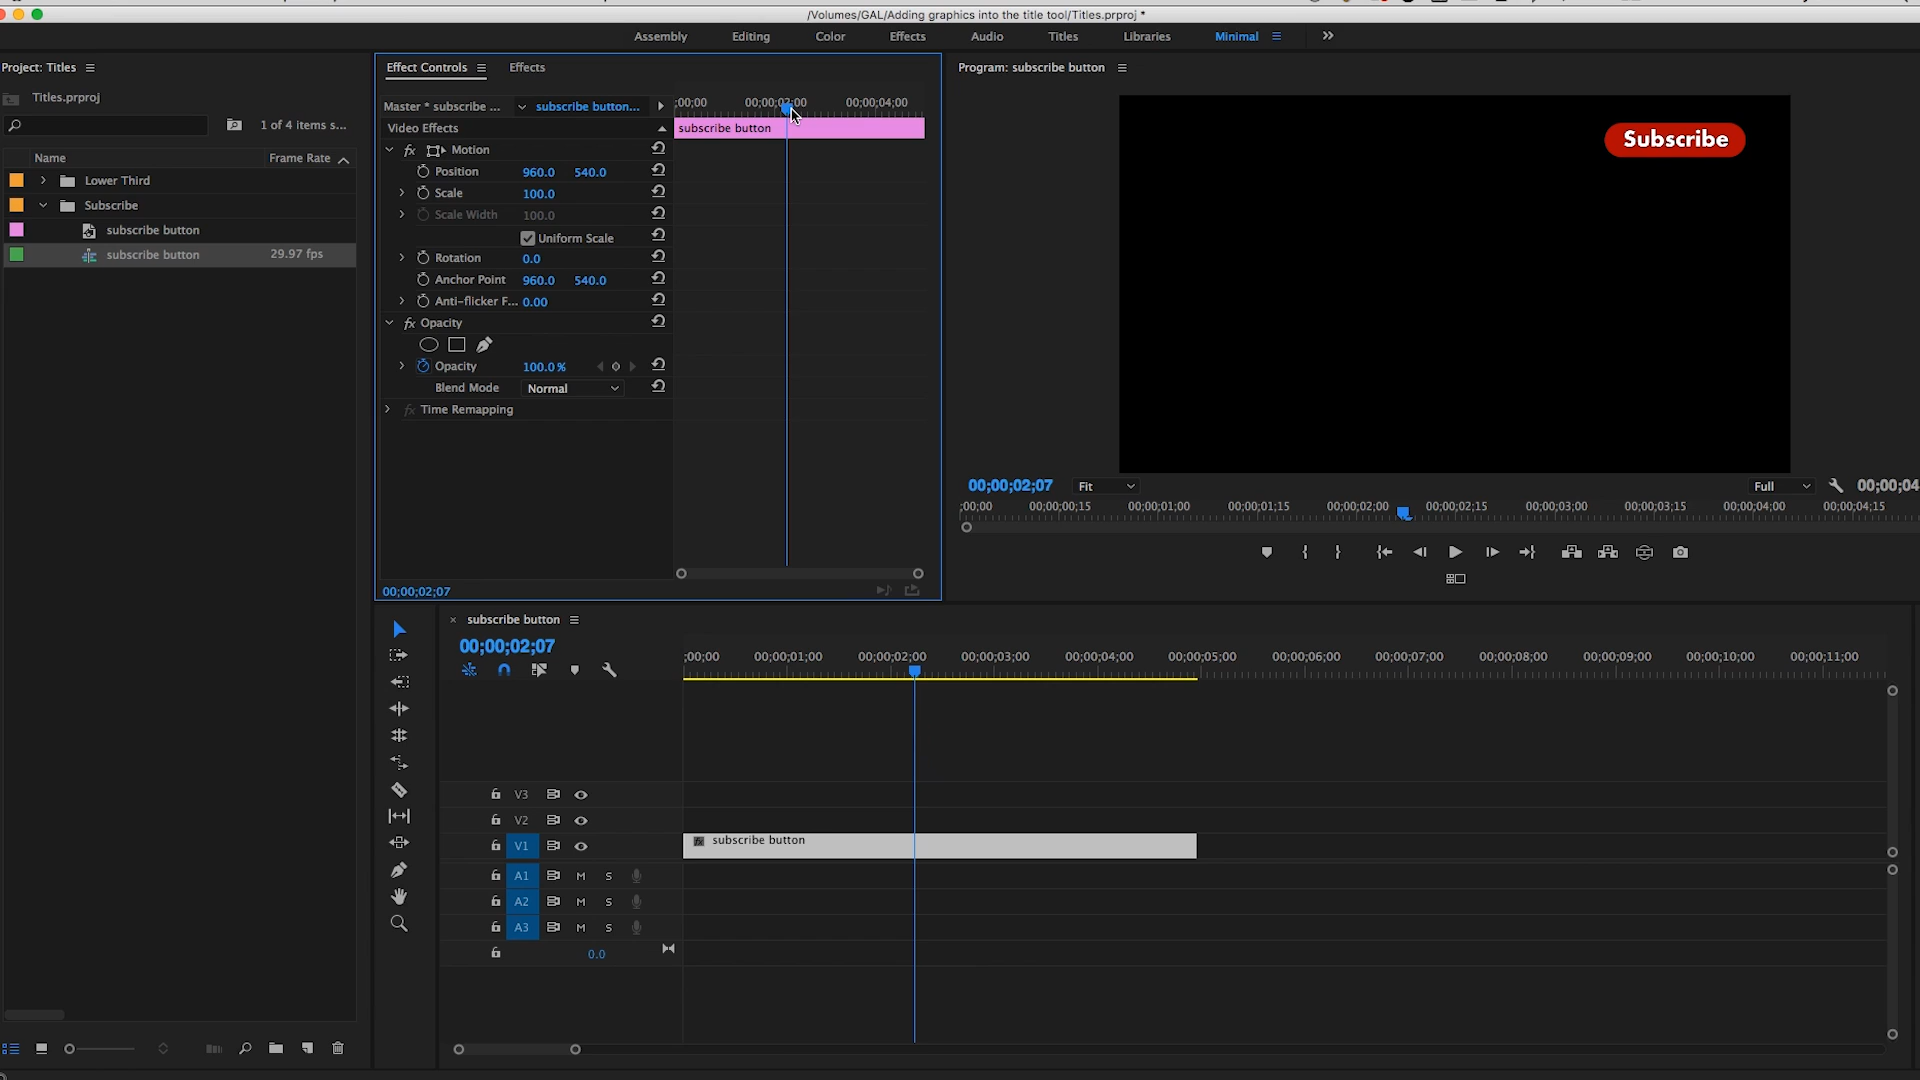 /Volumes/GAL/Adding graphics into the title tool/Titles.prproj *
Assembly Editing Color Effects Audio Titles Libraries Minimal
Project: Titles
Titles.prproj
1 of 4 items s...
Name Frame Rate
Lower Third
Subscribe
subscribe button
subscribe button 29.97 fps
Effect Controls Effects
Master * subscribe ... subscribe button...
;00;00 00;00;02;00 00;00;04;00
Video Effects
subscribe button
fx Motion
Position 960.0 540.0
Scale 100.0
Scale Width 100.0
Uniform Scale
Rotation 0.0
Anchor Point 960.0 540.0
Anti-flicker F... 0.00
fx Opacity
Opacity 100.0 %
Blend Mode Normal
fx Time Remapping
00;00;02;07
Program: subscribe button
Subscribe
00;00;02;07 Fit Full 00;00;04
;00;00 00;00;00;15 00;00;01;00 00;00;01;15 00;00;02;00 00;00;02;15 00;00;03;00 00;00;03;15 00;00;04;00 00;00;04;15
subscribe button
00;00;02;07
;00;00 00;00;01;00 00;00;02;00 00;00;03;00 00;00;04;00 00;00;05;00 00;00;06;00 00;00;07;00 00;00;08;00 00;00;09;00 00;00;10;00 00;00;11;00
V3
V2
V1
fx subscribe button
A1 M S
A2 M S
A3 M S
0.0